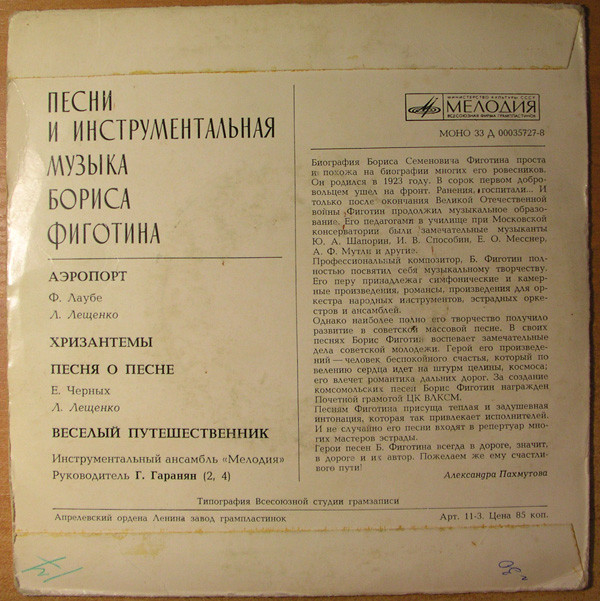 ПЕСНИ
И ИНСТРУМЕНТАЛЬНАЯ
МУЗЫКА
БОРИСА
ФИГОТИНА
АЭРОПОРТ
Ф. Лаубе
Л. Лещенко
ХРИЗАНТЕМЫ
ПЕСНЯ О ПЕСНЕ
Е. Черных
Л. Лещенко
ВЕСЕЛЫЙ ПУТЕШЕСТВЕННИК
Инструментальный ансамбль «Мелодия»
Руководитель Г. Гаранян (2, 4)
МИНИСТЕРСТВО КУЛЬТУРЫ СССР
МЕЛОДИЯ
ВСЕСОЮЗНАЯ ФИРМА ГРАМПЛАСТИНОК
МОНО 33 Д 00035727-8
Биография Бориса Семеновича Фиготина проста
и похожа на биографии многих его ровесников.
Он родился в 1923 году. В сорок первом добро-
вольцем ушел на фронт. Ранения, госпитали... И
только после окончания Великой Отечественной
войны Фиготин продолжил музыкальное образо-
вание. Его педагогами в училище при Московской
консерватории были замечательные музыканты
Ю. А. Шапорин, И. В. Способин, Е. О. Месснер,
А. Ф. Мутли и другие.
Профессиональный композитор, Б. Фиготин пол-
ностью посвятил себя музыкальному творчеству.
Его перу принадлежат симфонические и камер-
ные произведения, романсы, произведения для ор-
кестра народных инструментов, эстрадных орке-
стров и ансамблей.
Однако наиболее полно его творчество получило
развитие в советской массовой песне. В своих
песнях Борис Фиготин воспевает замечательные
дела советской молодежи. Герой его произведе-
ний — человек беспокойного счастья, который по
велению сердца идет на штурм целины, космоса;
его влечет романтика дальних дорог. За создание
комсомольских песен Борис Фиготин награжден
Почетной грамотой ЦК ВЛКСМ.
Песням Фиготина присуща теплая и задушевная
интонация, которая так привлекает исполнителей.
И не случайно его песни входят в репертуар мно-
гих мастеров эстрады.
Герои песен Б. Фиготина всегда в дороге, значит,
в дороге и их автор. Пожелаем же ему счастли-
вого пути!
Александра Пахмутова
Типография Всесоюзной студии грамзаписи
Апрелевский ордена Ленина завод грампластинок
Арт. 11-3. Цена 85 коп.